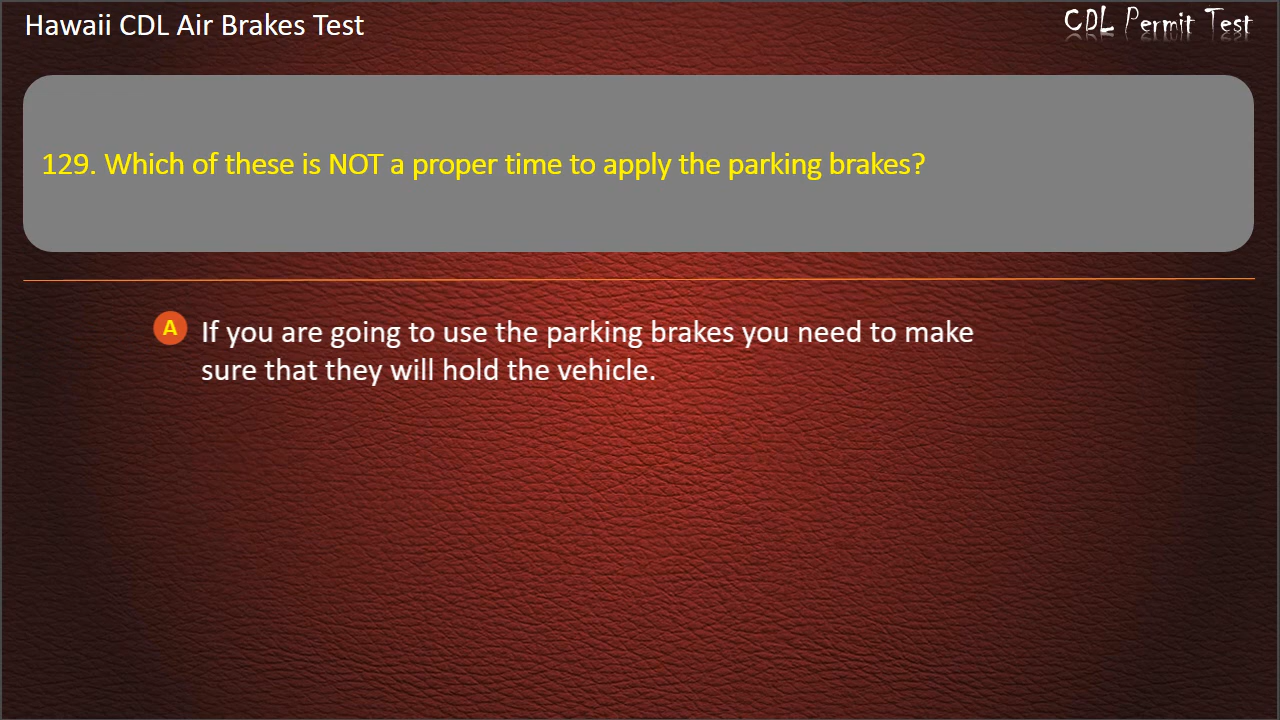 Hawaii CDL Air Brakes Test
CDL Permit Test
129. Which of these is NOT a proper time to apply the parking brakes?
A If you are going to use the parking brakes you need to make
sure that they will hold the vehicle.